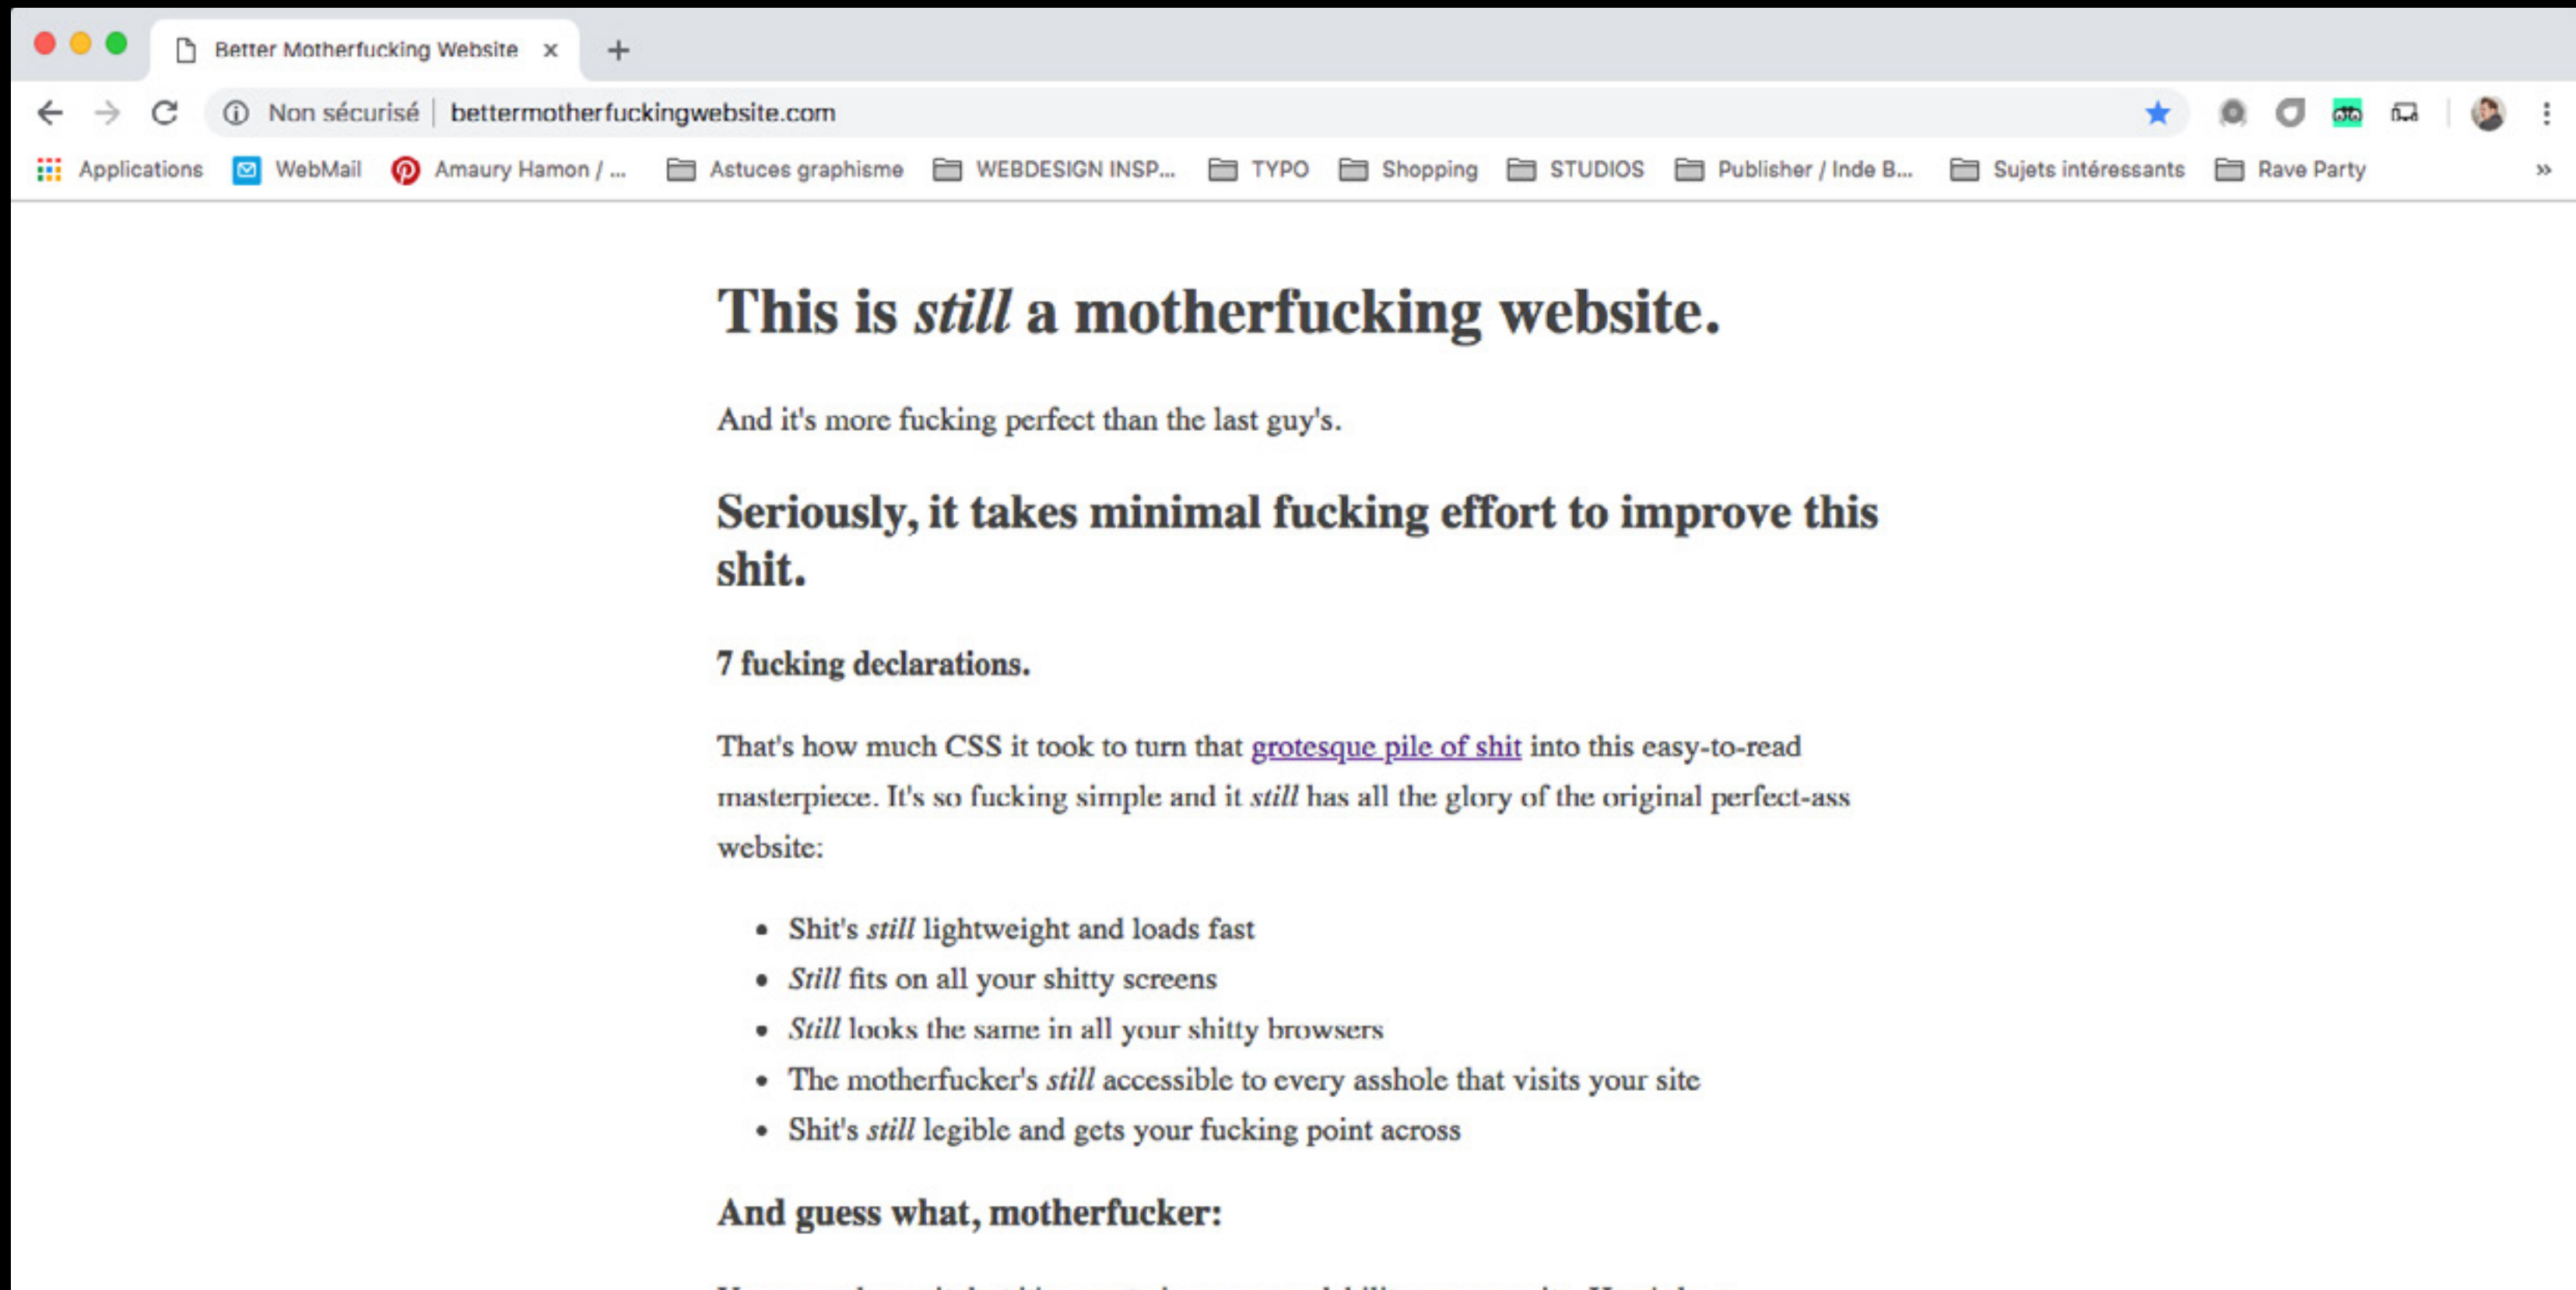 Better Motherfucking Website
Non sécurisé bettermotherfuckingwebsite.com
Applications WebMail Amaury Hamon / ... Astuces graphisme WEBDESIGN INSP... TYPO Shopping STUDIOS Publisher / Inde B... Sujets intéressants Rave Party »
This is still a motherfucking website.
And it's more fucking perfect than the last guy's.
Seriously, it takes minimal fucking effort to improve this
shit.
7 fucking declarations.
That's how much CSS it took to turn that grotesque pile of shit into this easy-to-read
masterpiece. It's so fucking simple and it still has all the glory of the original perfect-ass
website:
• Shit's still lightweight and loads fast
• Still fits on all your shitty screens
• Still looks the same in all your shitty browsers
• The motherfucker's still accessible to every asshole that visits your site
• Shit's still legible and gets your fucking point across
And guess what, motherfucker: